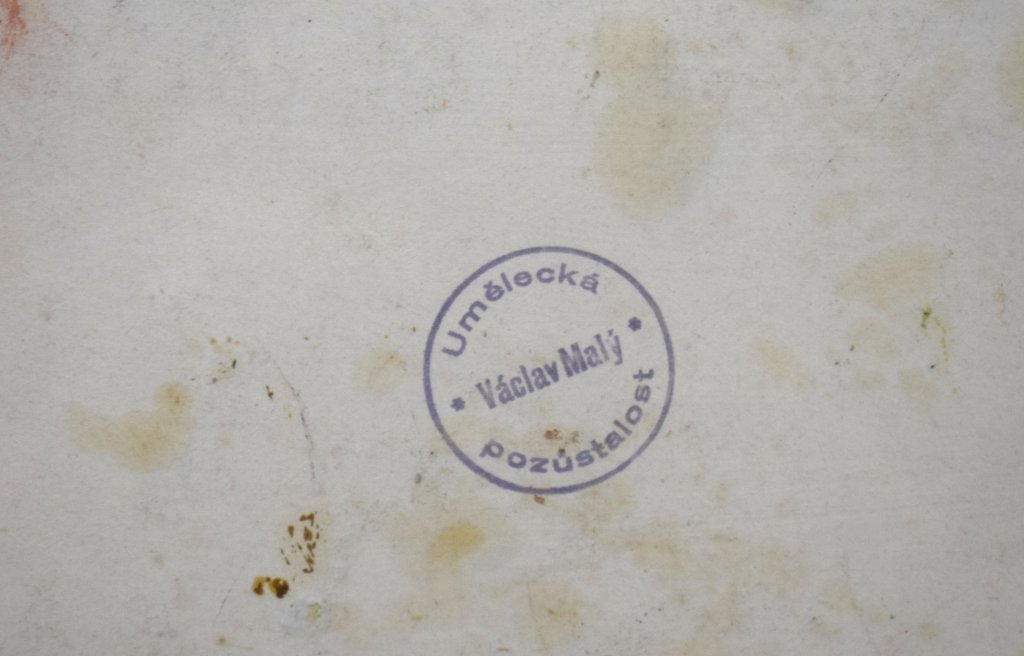 Umělecká
* Václav Malý *
pozůstalost